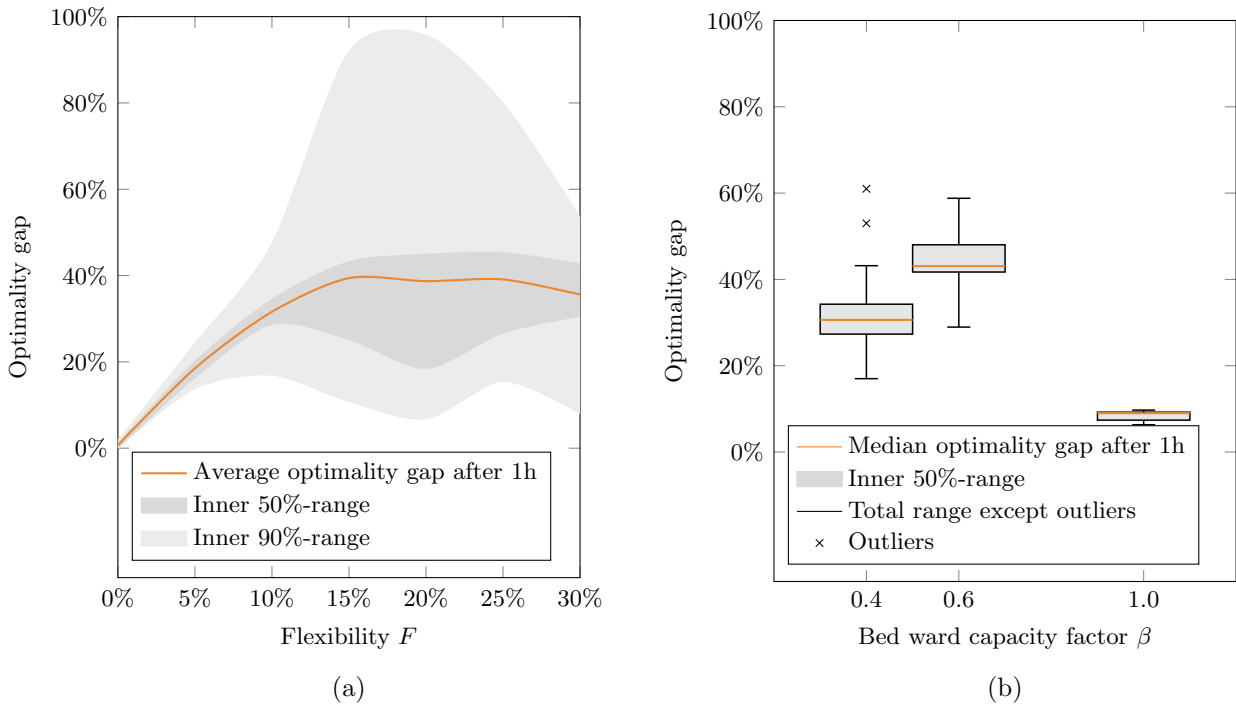 100%
80%
60%
40%
20%
0%
Optimality gap
Average optimality gap after 1h
Inner 50%-range
Inner 90%-range
0% 5% 10% 15% 20% 25% 30%
Flexibility F
(a)
100%
80%
60%
40%
20%
0%
Optimality gap
Median optimality gap after 1h
Inner 50%-range
Total range except outliers
Outliers
0.4 0.6 1.0
Bed ward capacity factor β
(b)